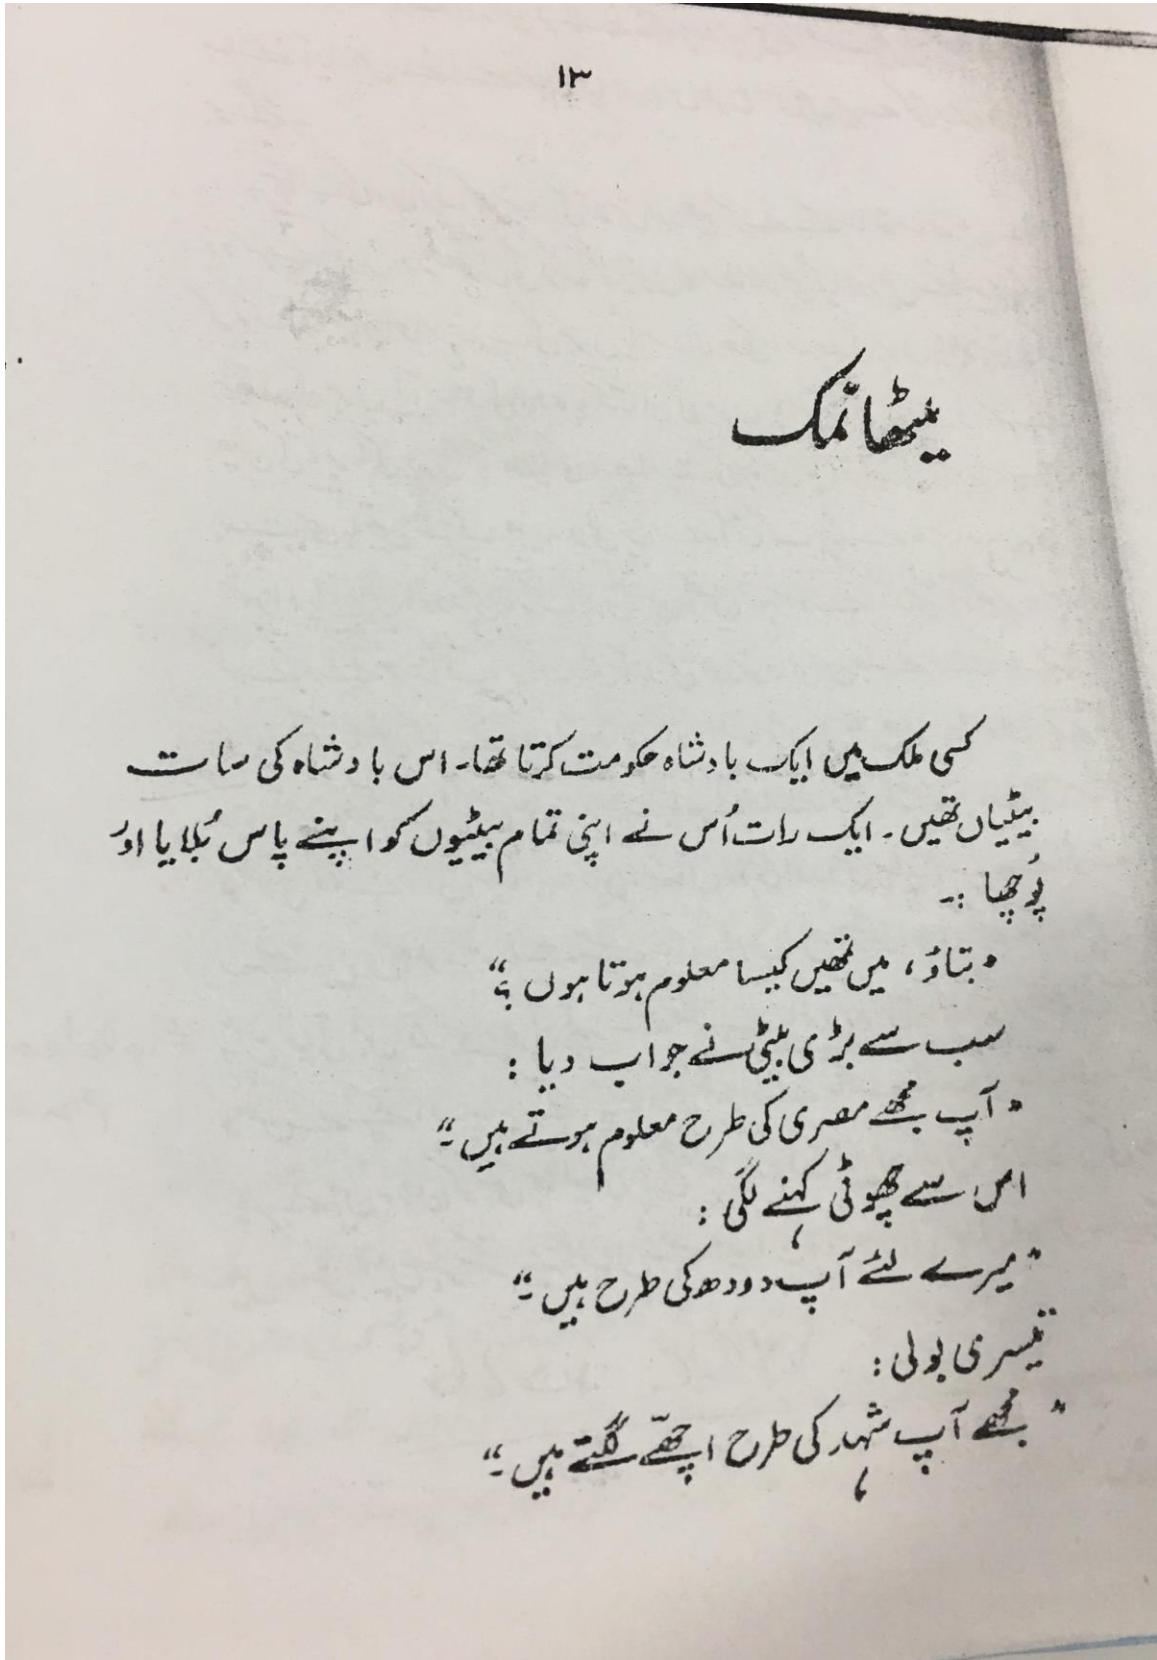 ۱۳
میٹھا نمک
کسی ملک میں ایک بادشاہ حکومت کرتا تھا۔ اس بادشاہ کی سات
بیٹیاں تھیں۔ ایک رات اُس نے اپنی تمام بیٹیوں کو اپنے پاس بُلایا اور
پُوچھا :۔
"بتاؤ، میں تمھیں کیسا معلوم ہوتا ہوں ؟"
سب سے بڑی بیٹی نے جواب دیا :
"آپ مجھے مصری کی طرح معلوم ہوتے ہیں۔"
اس سے چھوٹی کہنے لگی :
"میرے لئے آپ دودھ کی طرح ہیں۔"
تیسری بولی :
"مجھے آپ شہد کی طرح اچھّے لگتے ہیں۔"